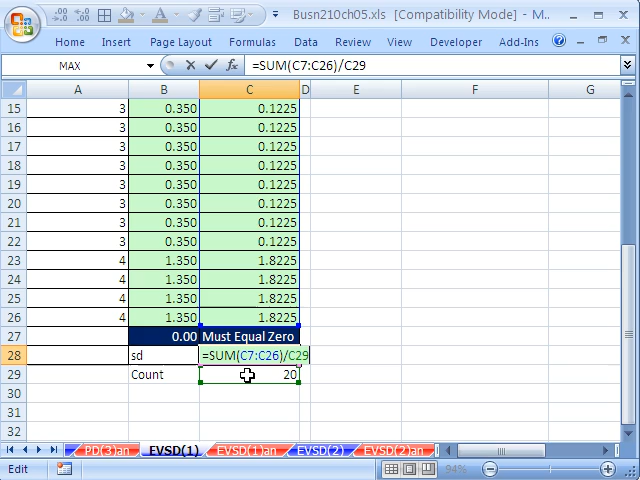 Busn210ch05.xls [Compatibility Mode] - M...
Home Insert Page Layout Formulas Data Review View Developer Add-Ins
MAX fx =SUM(C7:C26)/C29
A B C D E F G
15 3 0.350 0.1225
16 3 0.350 0.1225
17 3 0.350 0.1225
18 3 0.350 0.1225
19 3 0.350 0.1225
20 3 0.350 0.1225
21 3 0.350 0.1225
22 3 0.350 0.1225
23 4 1.350 1.8225
24 4 1.350 1.8225
25 4 1.350 1.8225
26 4 1.350 1.8225
27 0.00 Must Equal Zero
28 sd =SUM(C7:C26)/C29
29 Count 20
30
31
32
PD(3)an EVSD(1) EVSD(1)an EVSD(2) EVSD(2)an
Edit 94%